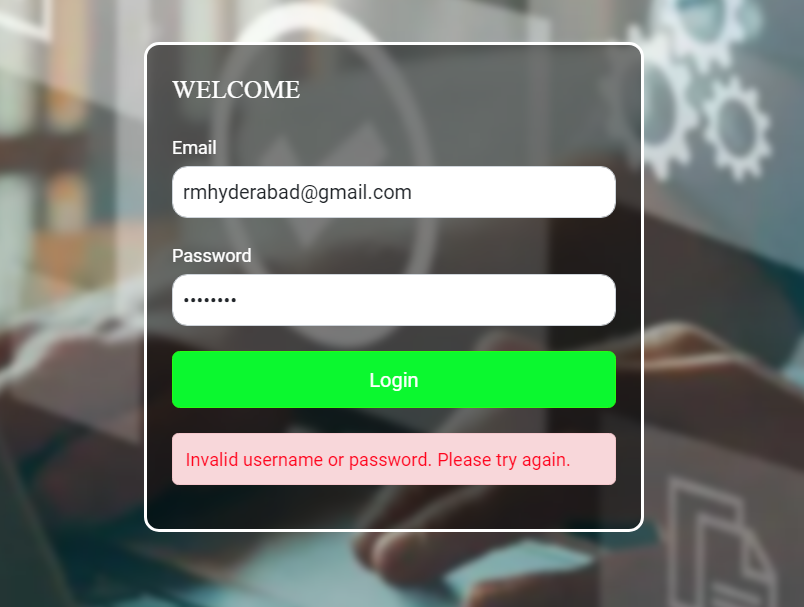 WELCOME
Email
rmhyderabad@gmail.com
Password
••••••••
Login
Invalid username or password. Please try again.